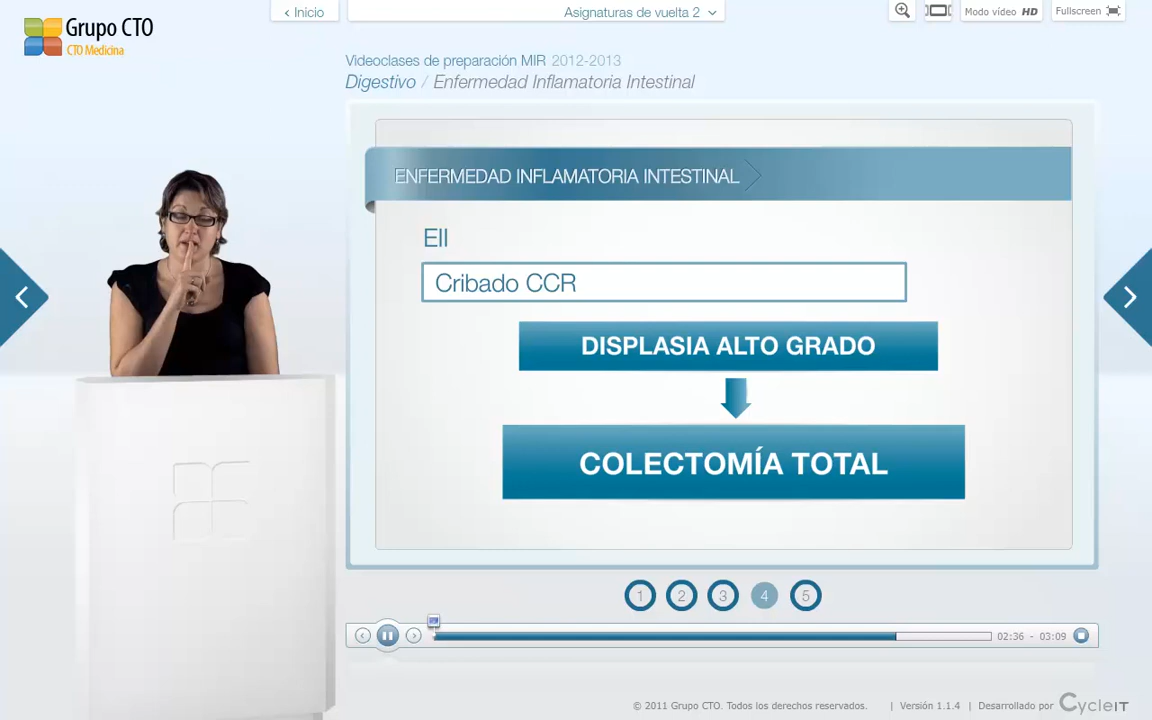 Grupo CTO
CTO Medicina
‹ Inicio
Asignaturas de vuelta 2
Modo vídeo HD
Fullscreen
Videoclases de preparación MIR 2012-2013
Digestivo / Enfermedad Inflamatoria Intestinal
ENFERMEDAD INFLAMATORIA INTESTINAL
EII
Cribado CCR
DISPLASIA ALTO GRADO
COLECTOMÍA TOTAL
1 2 3 4 5
02:36 - 03:09
© 2011 Grupo CTO. Todos los derechos reservados. | Versión 1.1.4 | Desarrollado por CycleIT